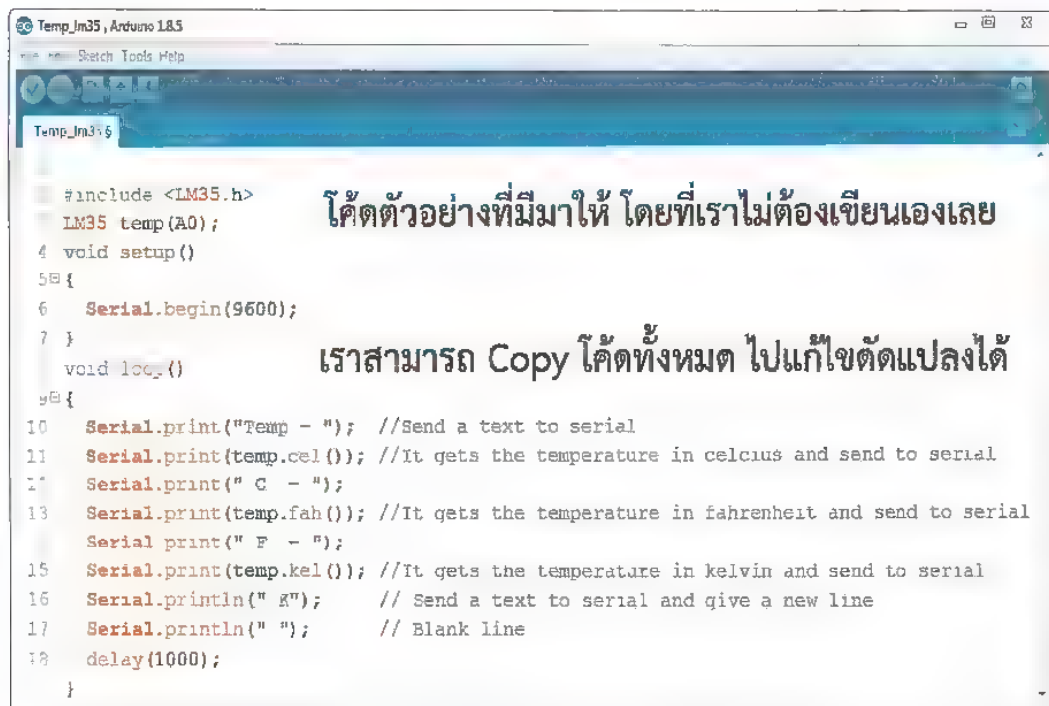 Temp_lm35, Arduino 1.8.5
Sketch Tools Help
Temp_lm35 §
#include <LM35.h>
โค้ดตัวอย่างที่มีมาให้ โดยที่เราไม่ต้องเขียนเองเลย
LM35 temp(A0);
4 void setup()
5 {
6 Serial.begin(9600);
7 }
เราสามารถ Copy โค้ดทั้งหมด ไปแก้ไขดัดแปลงได้
void loop()
9 {
10 Serial.print("Temp - "); //Send a text to serial
11 Serial.print(temp.cel()); //It gets the temperature in celcius and send to serial
Serial.print(" C - ");
13 Serial.print(temp.fah()); //It gets the temperature in fahrenheit and send to serial
Serial print(" F - ");
15 Serial.print(temp.kel()); //It gets the temperature in kelvin and send to serial
16 Serial.println(" K"); // Send a text to serial and give a new line
17 Serial.println(" "); // Blank line
18 delay(1000);
}